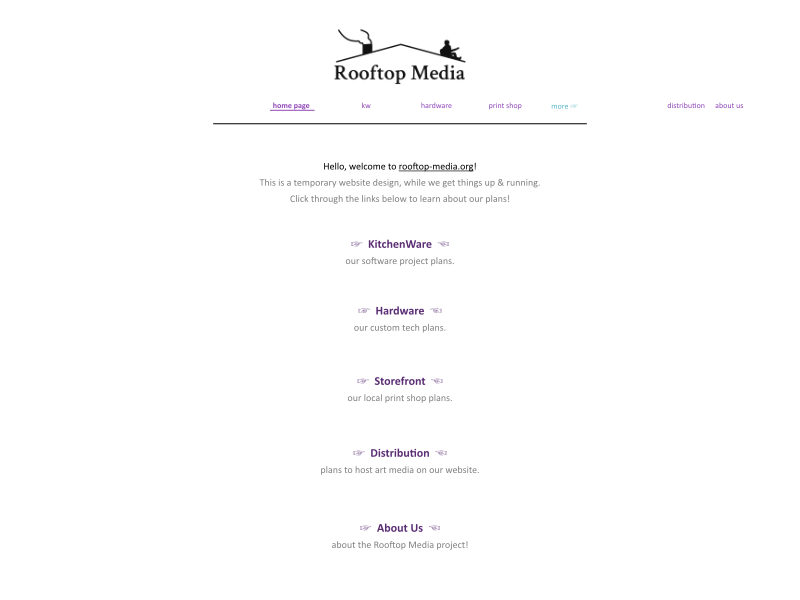 Rooftop Media
home page kw hardware print shop more ☞ distribution about us
Hello, welcome to rooftop-media.org!
This is a temporary website design, while we get things up & running.
Click through the links below to learn about our plans!
☞ KitchenWare ☜
our software project plans.
☞ Hardware ☜
our custom tech plans.
☞ Storefront ☜
our local print shop plans.
☞ Distribution ☜
plans to host art media on our website.
☞ About Us ☜
about the Rooftop Media project!